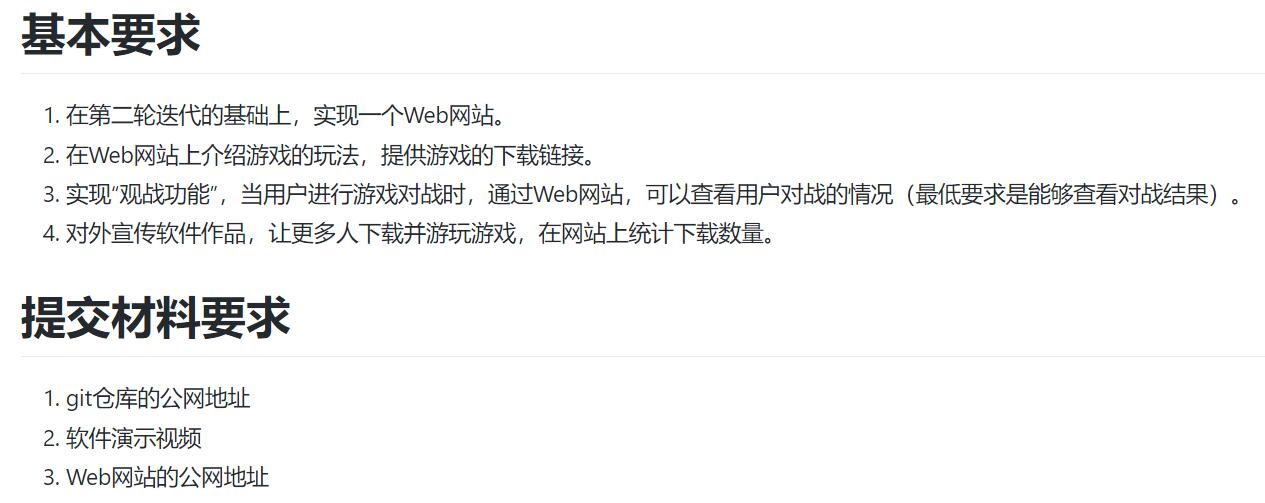 基本要求
1. 在第二轮迭代的基础上，实现一个Web网站。
2. 在Web网站上介绍游戏的玩法，提供游戏的下载链接。
3. 实现“观战功能”，当用户进行游戏对战时，通过Web网站，可以查看用户对战的情况（最低要求是能够查看对战结果）。
4. 对外宣传软件作品，让更多人下载并游玩游戏，在网站上统计下载数量。
提交材料要求
1. git仓库的公网地址
2. 软件演示视频
3. Web网站的公网地址